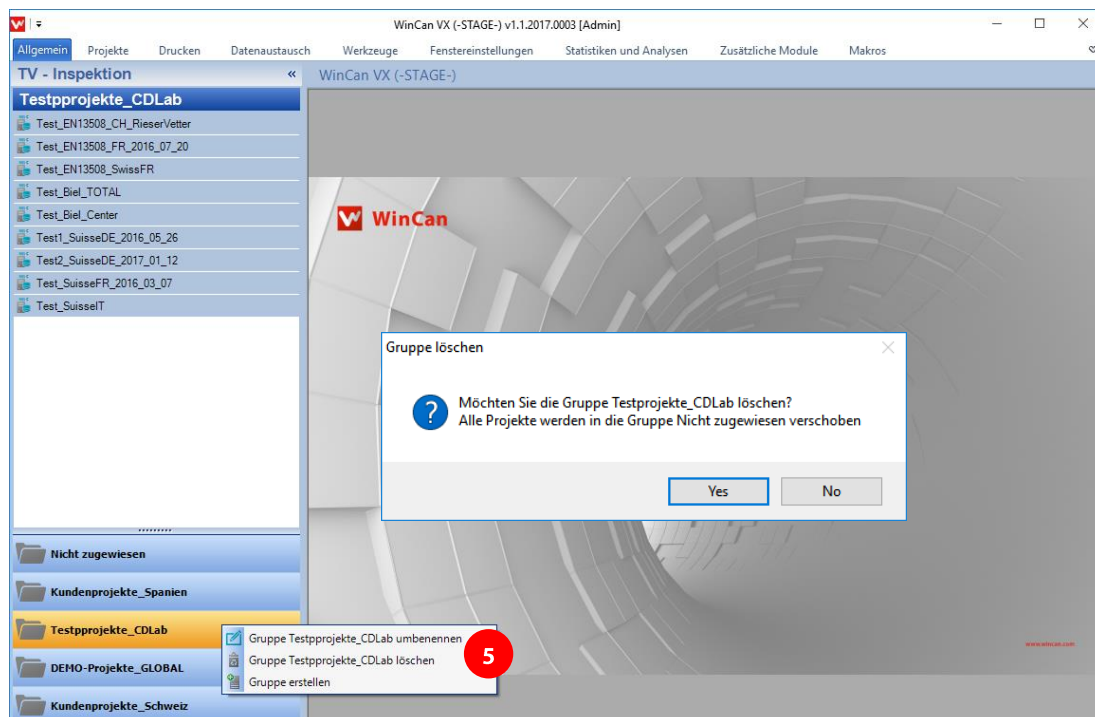 WinCan VX (-STAGE-) v1.1.2017.0003 [Admin]
Allgemein Projekte Drucken Datenaustausch Werkzeuge Fenstereinstellungen Statistiken und Analysen Zusätzliche Module Makros
TV - Inspektion «
WinCan VX (-STAGE-)
Testpprojekte_CDLab
Test_EN13508_CH_RieserVetter
Test_EN13508_FR_2016_07_20
Test_EN13508_SwissFR
Test_Biel_TOTAL
Test_Biel_Center
Test1_SuisseDE_2016_05_26
Test2_SuisseDE_2017_01_12
Test_SuisseFR_2016_03_07
Test_SuisseIT
WinCan
Gruppe löschen
Möchten Sie die Gruppe Testprojekte_CDLab löschen?
Alle Projekte werden in die Gruppe Nicht zugewiesen verschoben
Yes No
Nicht zugewiesen
Kundenprojekte_Spanien
Testpprojekte_CDLab
DEMO-Projekte_GLOBAL
Kundenprojekte_Schweiz
Gruppe Testpprojekte_CDLab umbenennen
Gruppe Testpprojekte_CDLab löschen
Gruppe erstellen
5
www.wincan.com